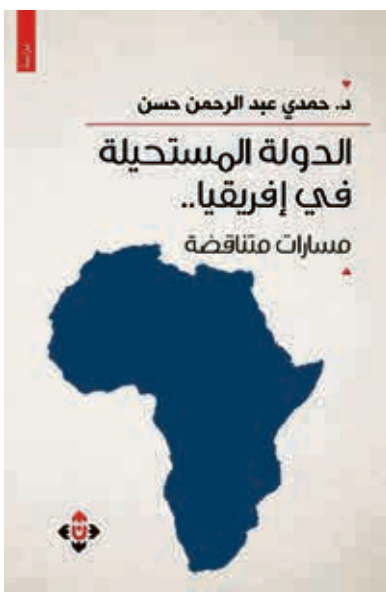 د. حمدي عبد الرحمن حسن
الدولة المستحيلة
في إفريقيا..
مسارات متناقضة